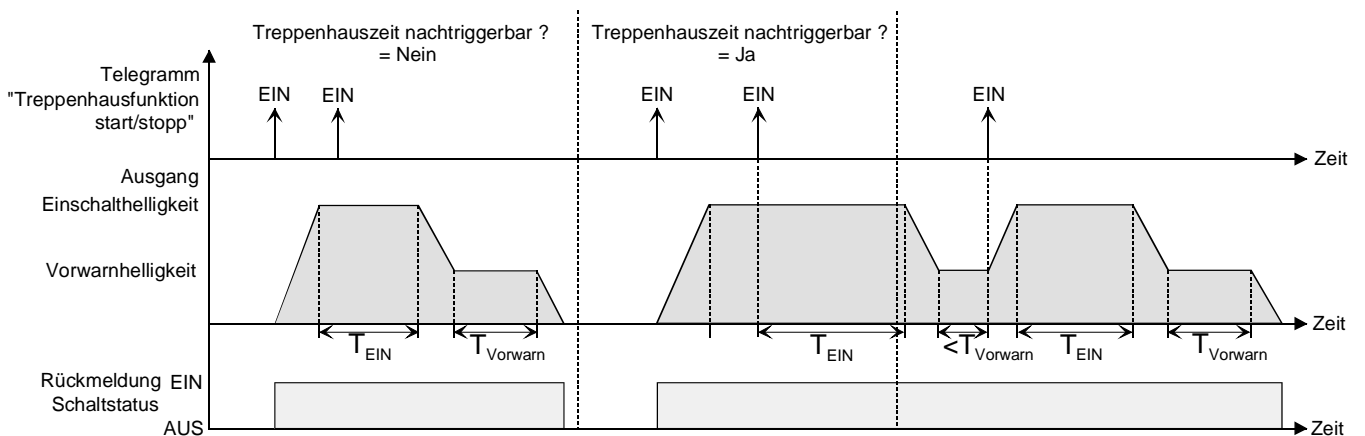 Treppenhauszeit nachtriggerbar ?
= Nein
Treppenhauszeit nachtriggerbar ?
= Ja
Telegramm
"Treppenhausfunktion
start/stopp"
EIN
EIN
EIN
EIN
EIN
Zeit
Ausgang
Einschalthelligkeit
Vorwarnhelligkeit
Zeit
TEIN
TVorwarn
TEIN
<TVorwarn
TEIN
TVorwarn
Rückmeldung EIN
Schaltstatus
AUS
Zeit